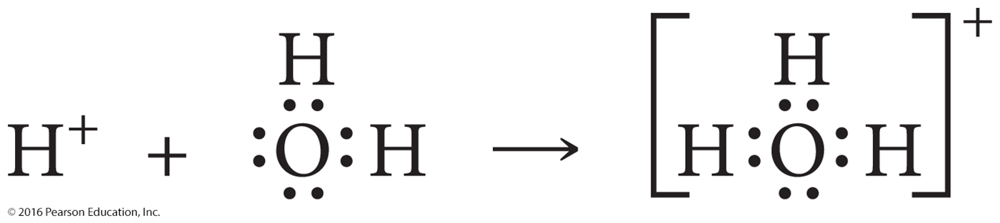 H
H⁺ + :O:H → [H:O:H]⁺
H
© 2016 Pearson Education, Inc.